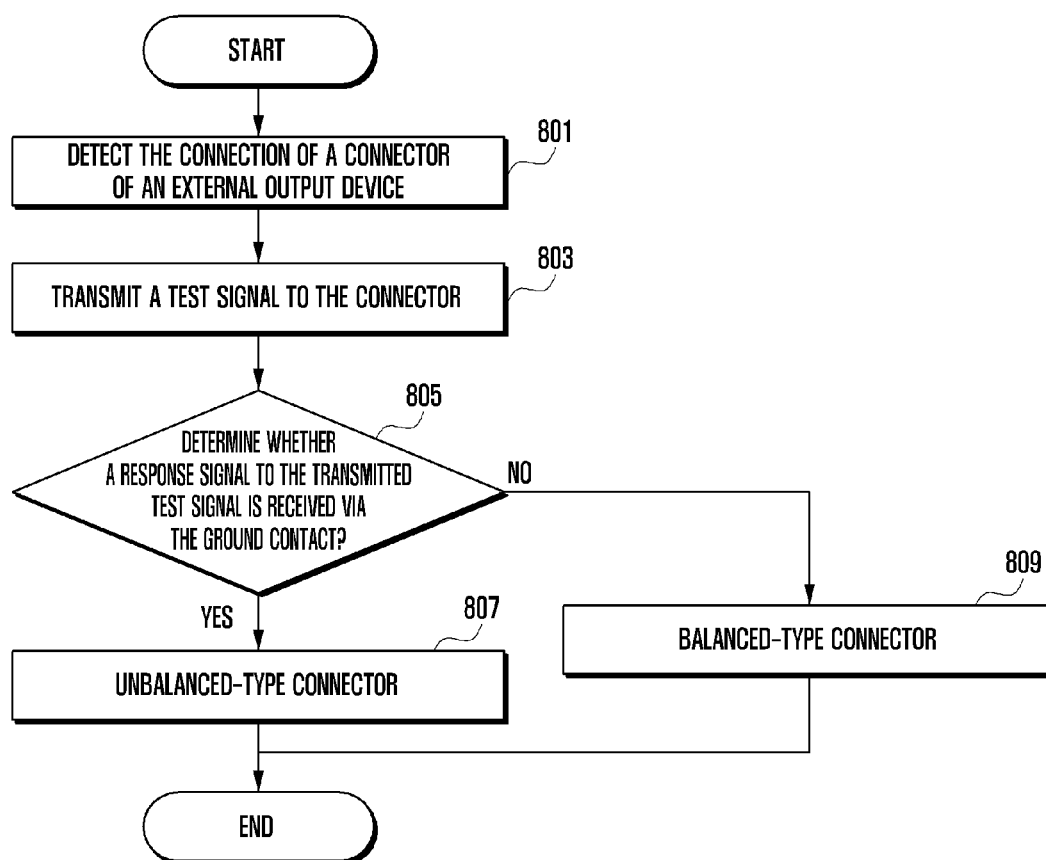 START
801
DETECT THE CONNECTION OF A CONNECTOR
OF AN EXTERNAL OUTPUT DEVICE
803
TRANSMIT A TEST SIGNAL TO THE CONNECTOR
805
DETERMINE WHETHER
A RESPONSE SIGNAL TO THE TRANSMITTED
TEST SIGNAL IS RECEIVED VIA
THE GROUND CONTACT?
NO
YES
807
UNBALANCED-TYPE CONNECTOR
809
BALANCED-TYPE CONNECTOR
END